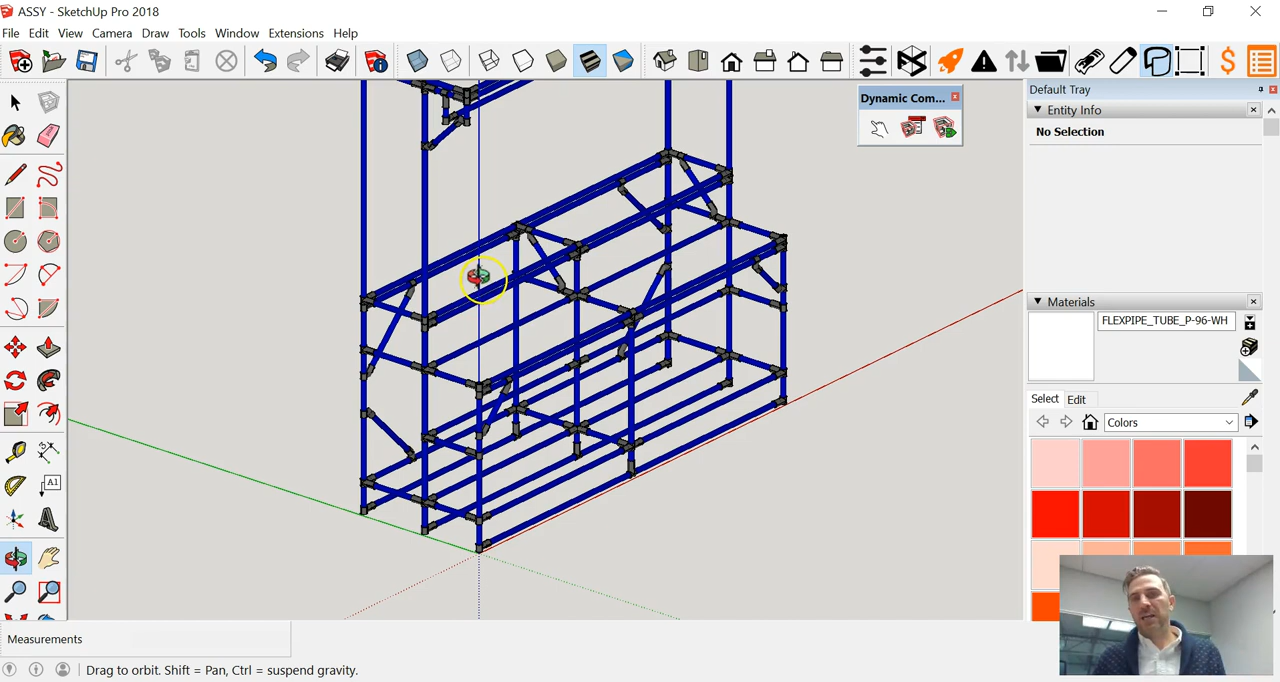 ASSY - SketchUp Pro 2018
File Edit View Camera Draw Tools Window Extensions Help
Dynamic Com...
Default Tray
Entity Info
No Selection
Materials
FLEXPIPE_TUBE_P-96-WH
Select Edit
Colors
A1
Measurements
Drag to orbit. Shift = Pan, Ctrl = suspend gravity.